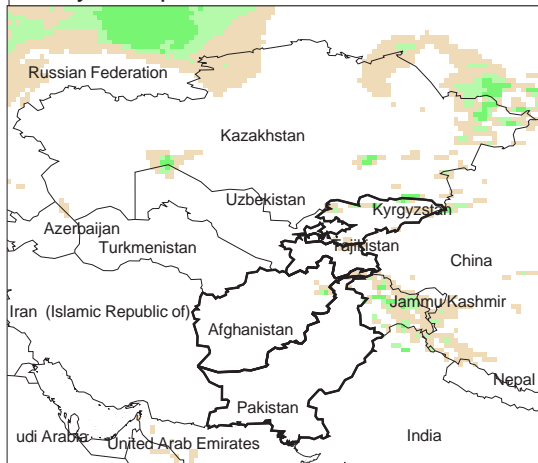 Russian Federation
Kazakhstan
Uzbekistan
Kyrgyzstan
Azerbaijan
Turkmenistan
Tajikistan
China
Iran (Islamic Republic of)
Jammu/Kashmir
Afghanistan
Nepal
Pakistan
udi Arabia
United Arab Emirates
India